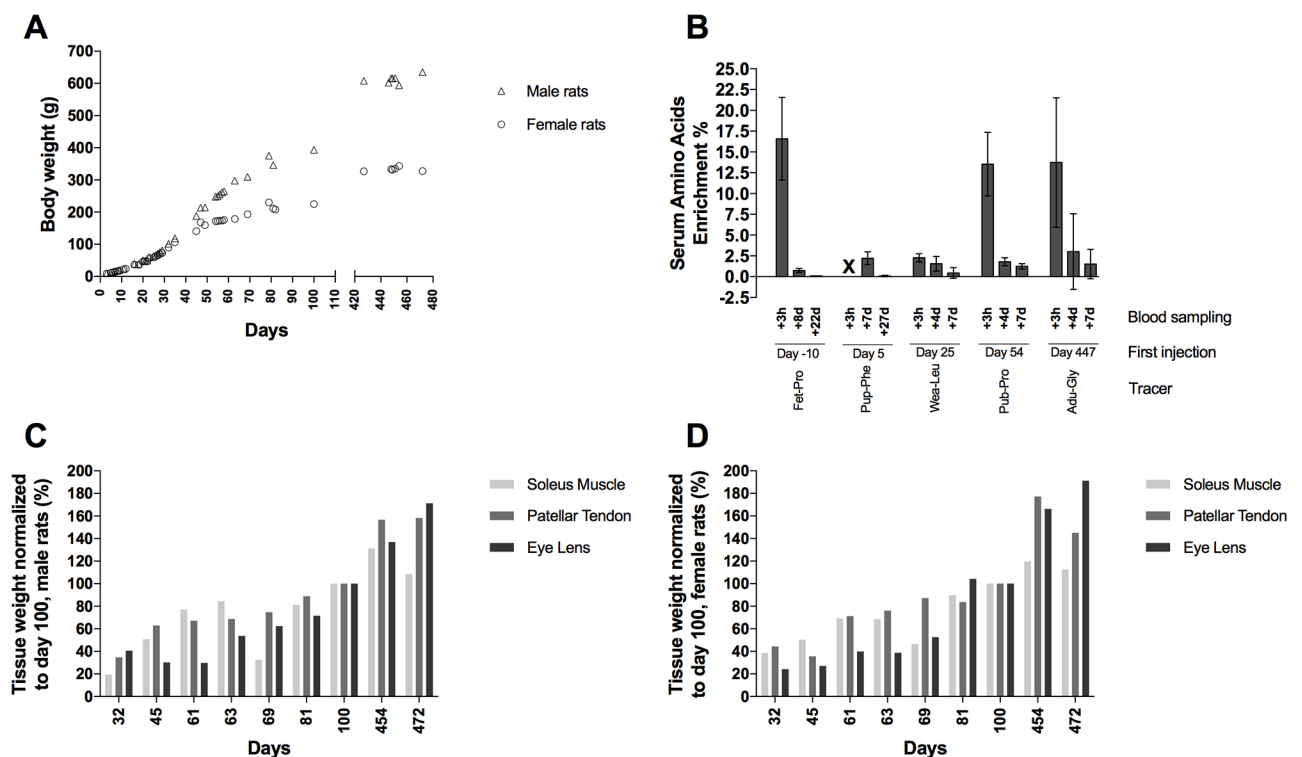 A
Body weight (g)
700
600
500
400
300
200
100
0
0
10
20
30
40
50
60
70
80
90
100
110
420
440
460
480
Days
Male rats
Female rats
B
Serum Amino Acids
Enrichment %
25.0
22.5
20.0
17.5
15.0
12.5
10.0
7.5
5.0
2.5
0.0
-2.5
X
+3h +8d +22d +3h +7d +27d +3h +4d +7d +3h +4d +7d +3h +4d +7d Blood sampling
Day -10 Day 5 Day 25 Day 54 Day 447 First injection
Fet-Pro Pup-Phe Wea-Leu Pub-Pro Adu-Gly Tracer
C
Tissue weight normalized
to day 100, male rats (%)
200
180
160
140
120
100
80
60
40
20
0
32 45 61 63 69 81 100 454 472
Days
Soleus Muscle
Patellar Tendon
Eye Lens
D
Tissue weight normalized
to day 100, female rats (%)
200
180
160
140
120
100
80
60
40
20
0
32 45 61 63 69 81 100 454 472
Days
Soleus Muscle
Patellar Tendon
Eye Lens